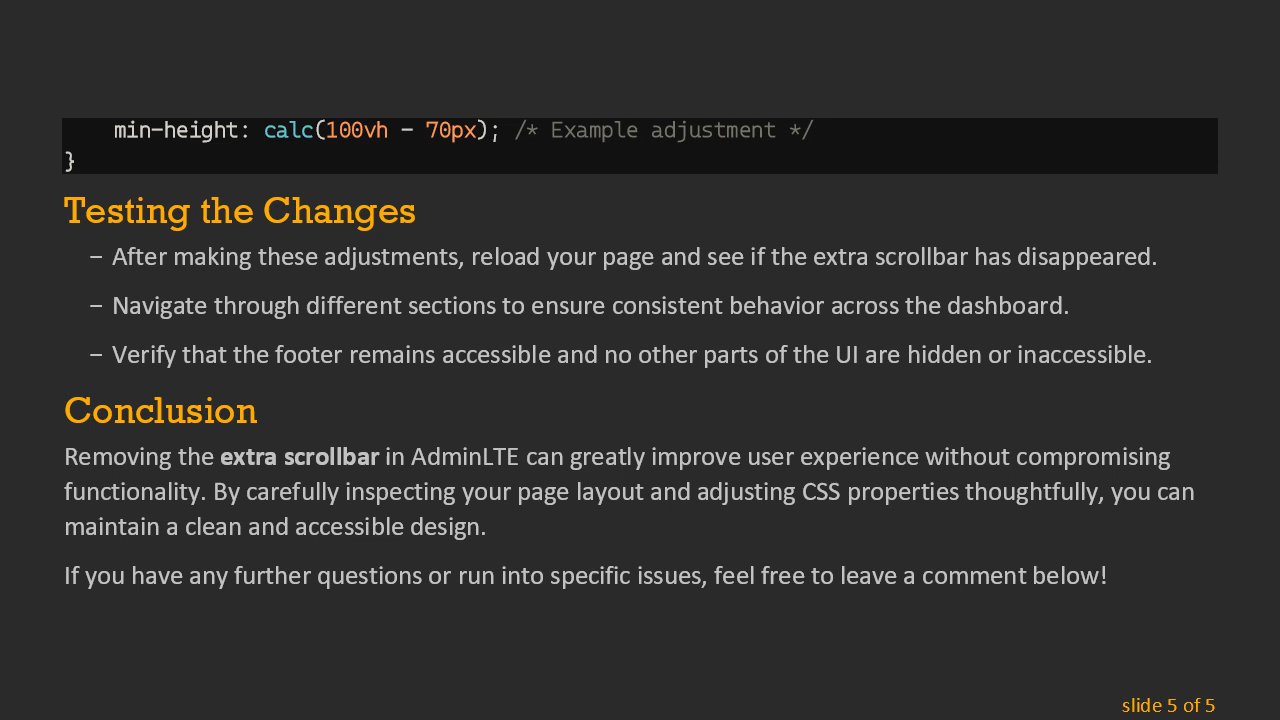 min-height: calc(100vh - 70px); /* Example adjustment */
}
Testing the Changes
– After making these adjustments, reload your page and see if the extra scrollbar has disappeared.
– Navigate through different sections to ensure consistent behavior across the dashboard.
– Verify that the footer remains accessible and no other parts of the UI are hidden or inaccessible.
Conclusion
Removing the extra scrollbar in AdminLTE can greatly improve user experience without compromising
functionality. By carefully inspecting your page layout and adjusting CSS properties thoughtfully, you can
maintain a clean and accessible design.
If you have any further questions or run into specific issues, feel free to leave a comment below!
slide 5 of 5